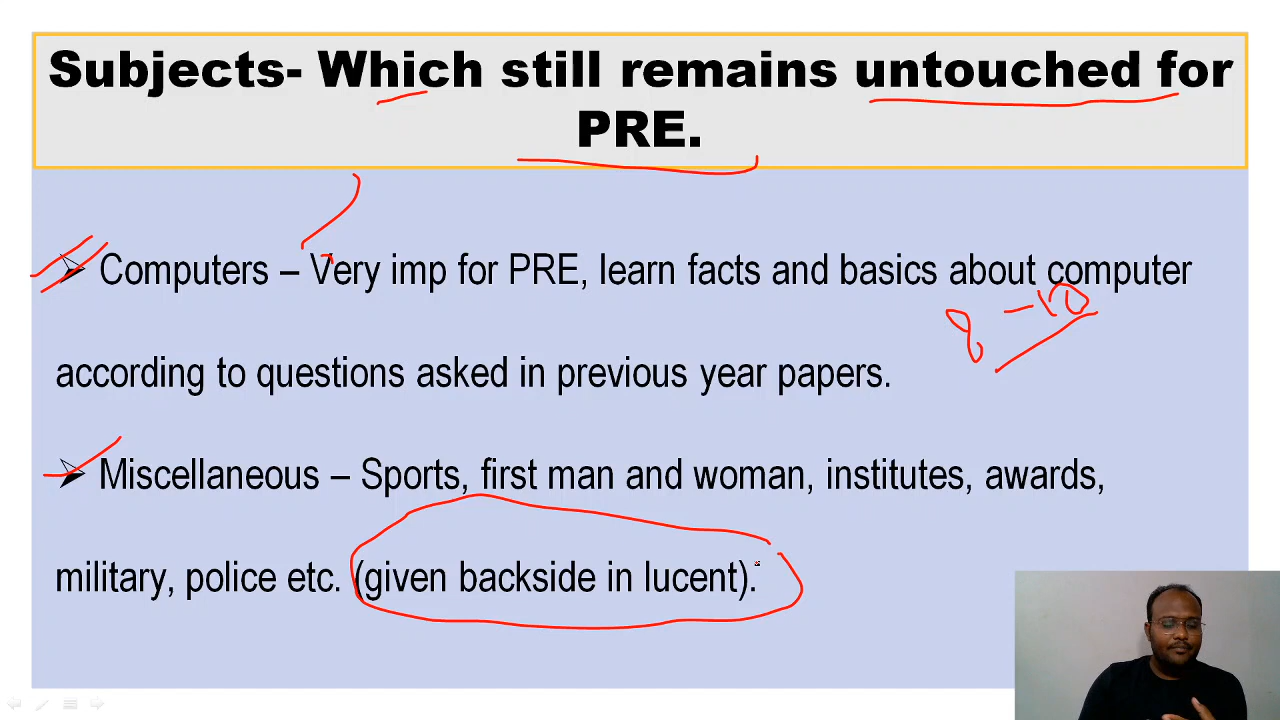 Subjects- Which still remains untouched for
PRE.
Computers – Very imp for PRE, learn facts and basics about computer
8 – 10
according to questions asked in previous year papers.
Miscellaneous – Sports, first man and woman, institutes, awards,
military, police etc. (given backside in lucent).